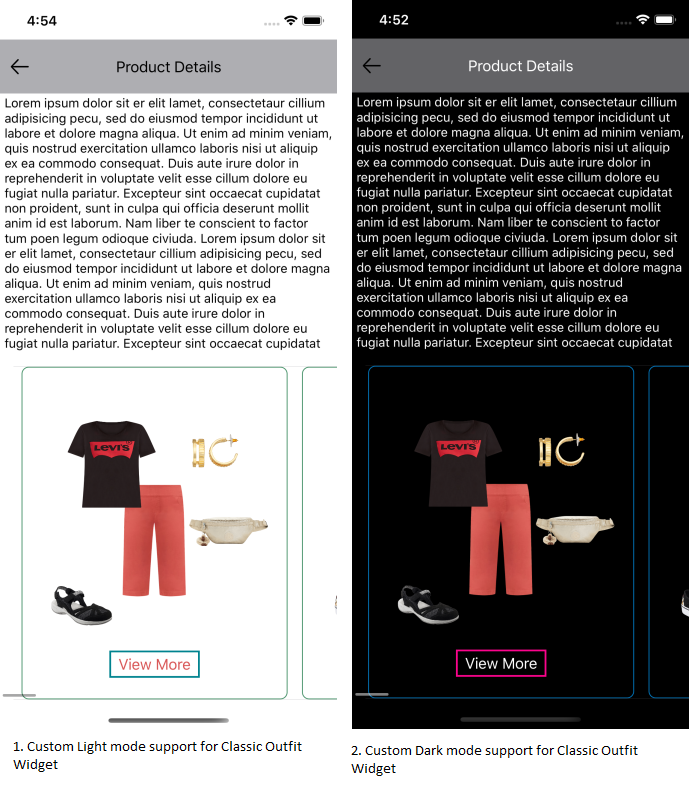 4:54
Product Details
Lorem ipsum dolor sit er elit lamet, consectetaur cillium
adipisicing pecu, sed do eiusmod tempor incididunt ut
labore et dolore magna aliqua. Ut enim ad minim veniam,
quis nostrud exercitation ullamco laboris nisi ut aliquip
ex ea commodo consequat. Duis aute irure dolor in
reprehenderit in voluptate velit esse cillum dolore eu
fugiat nulla pariatur. Excepteur sint occaecat cupidatat
non proident, sunt in culpa qui officia deserunt mollit
anim id est laborum. Nam liber te conscient to factor
tum poen legum odioque civiuda. Lorem ipsum dolor sit
er elit lamet, consectetaur cillium adipisicing pecu, sed
do eiusmod tempor incididunt ut labore et dolore magna
aliqua. Ut enim ad minim veniam, quis nostrud
exercitation ullamco laboris nisi ut aliquip ex ea
commodo consequat. Duis aute irure dolor in
reprehenderit in voluptate velit esse cillum dolore eu
fugiat nulla pariatur. Excepteur sint occaecat cupidatat
Levi's
View More
1. Custom Light mode support for Classic Outfit
Widget
4:52
Product Details
Lorem ipsum dolor sit er elit lamet, consectetaur cillium
adipisicing pecu, sed do eiusmod tempor incididunt ut
labore et dolore magna aliqua. Ut enim ad minim veniam,
quis nostrud exercitation ullamco laboris nisi ut aliquip
ex ea commodo consequat. Duis aute irure dolor in
reprehenderit in voluptate velit esse cillum dolore eu
fugiat nulla pariatur. Excepteur sint occaecat cupidatat
non proident, sunt in culpa qui officia deserunt mollit
anim id est laborum. Nam liber te conscient to factor
tum poen legum odioque civiuda. Lorem ipsum dolor sit
er elit lamet, consectetaur cillium adipisicing pecu, sed
do eiusmod tempor incididunt ut labore et dolore magna
aliqua. Ut enim ad minim veniam, quis nostrud
exercitation ullamco laboris nisi ut aliquip ex ea
commodo consequat. Duis aute irure dolor in
reprehenderit in voluptate velit esse cillum dolore eu
fugiat nulla pariatur. Excepteur sint occaecat cupidatat
Levi's
View More
2. Custom Dark mode support for Classic Outfit
Widget